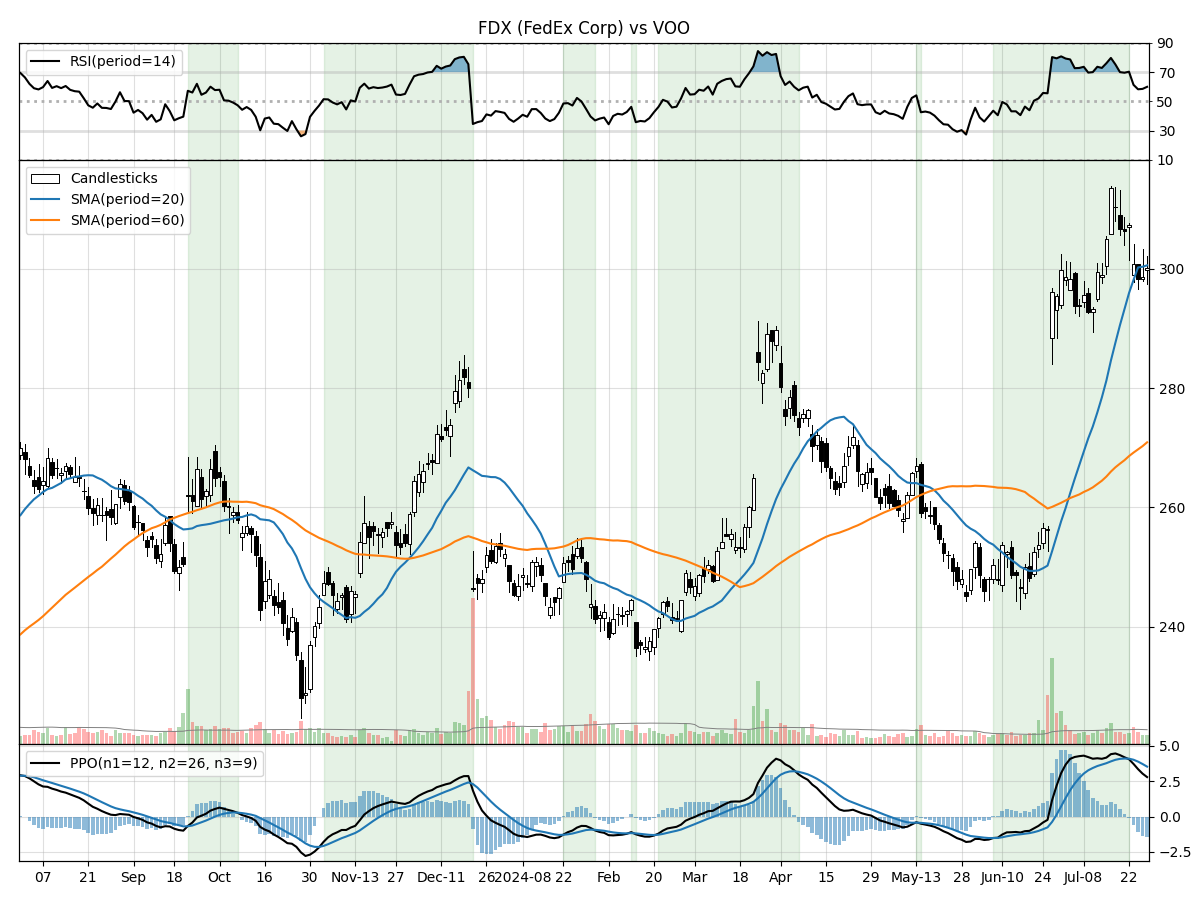 FDX (FedEx Corp) vs VOO
RSI(period=14)
90
70
50
30
10
Candlesticks
SMA(period=20)
SMA(period=60)
300
280
260
240
PPO(n1=12, n2=26, n3=9)
5.0
2.5
0.0
−2.5
07 21 Sep 18 Oct 16 30 Nov-13 27 Dec-11 26 2024-08 22 Feb 20 Mar 18 Apr 15 29 May-13 28 Jun-10 24 Jul-08 22